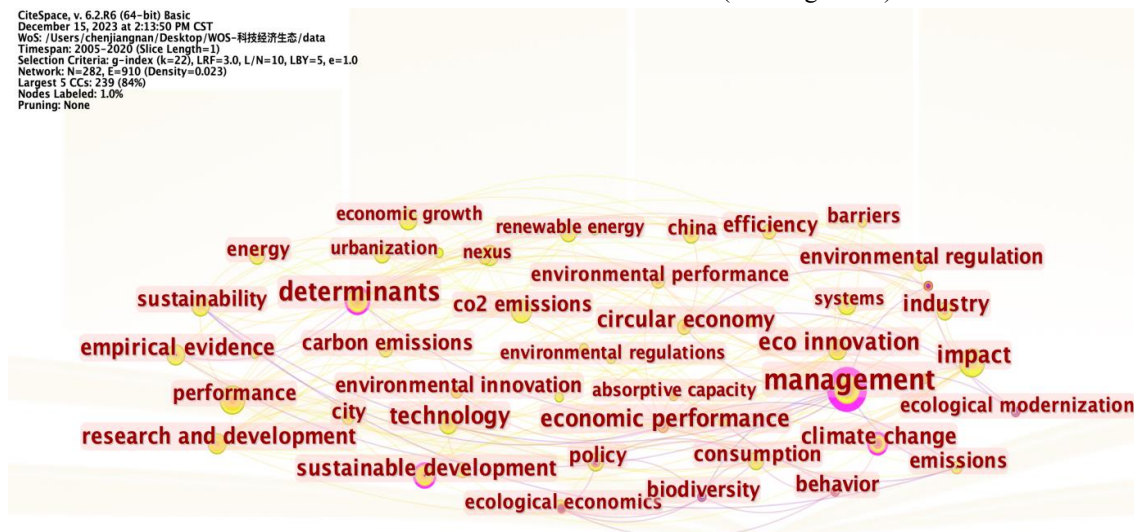 CiteSpace, v. 6.2.R6 (64-bit) Basic
December 15, 2023 at 2:13:50 PM CST
WoS: /Users/chenjiangnan/Desktop/WOS-科技经济生态/data
Timespan: 2005-2020 (Slice Length=1)
Selection Criteria: g-index (k=22), LRF=3.0, L/N=10, LBY=5, e=1.0
Network: N=282, E=910 (Density=0.023)
Largest 5 CCs: 239 (84%)
Nodes Labeled: 1.0%
Pruning: None
economic growth
renewable energy
china
efficiency
barriers
energy
urbanization
nexus
environmental regulation
environmental performance
sustainability
determinants
co2 emissions
systems
industry
circular economy
empirical evidence
carbon emissions
environmental regulations
eco innovation
impact
performance
environmental innovation
absorptive capacity
management
city
technology
economic performance
ecological modernization
research and development
climate change
sustainable development
policy
consumption
emissions
ecological economics
biodiversity
behavior